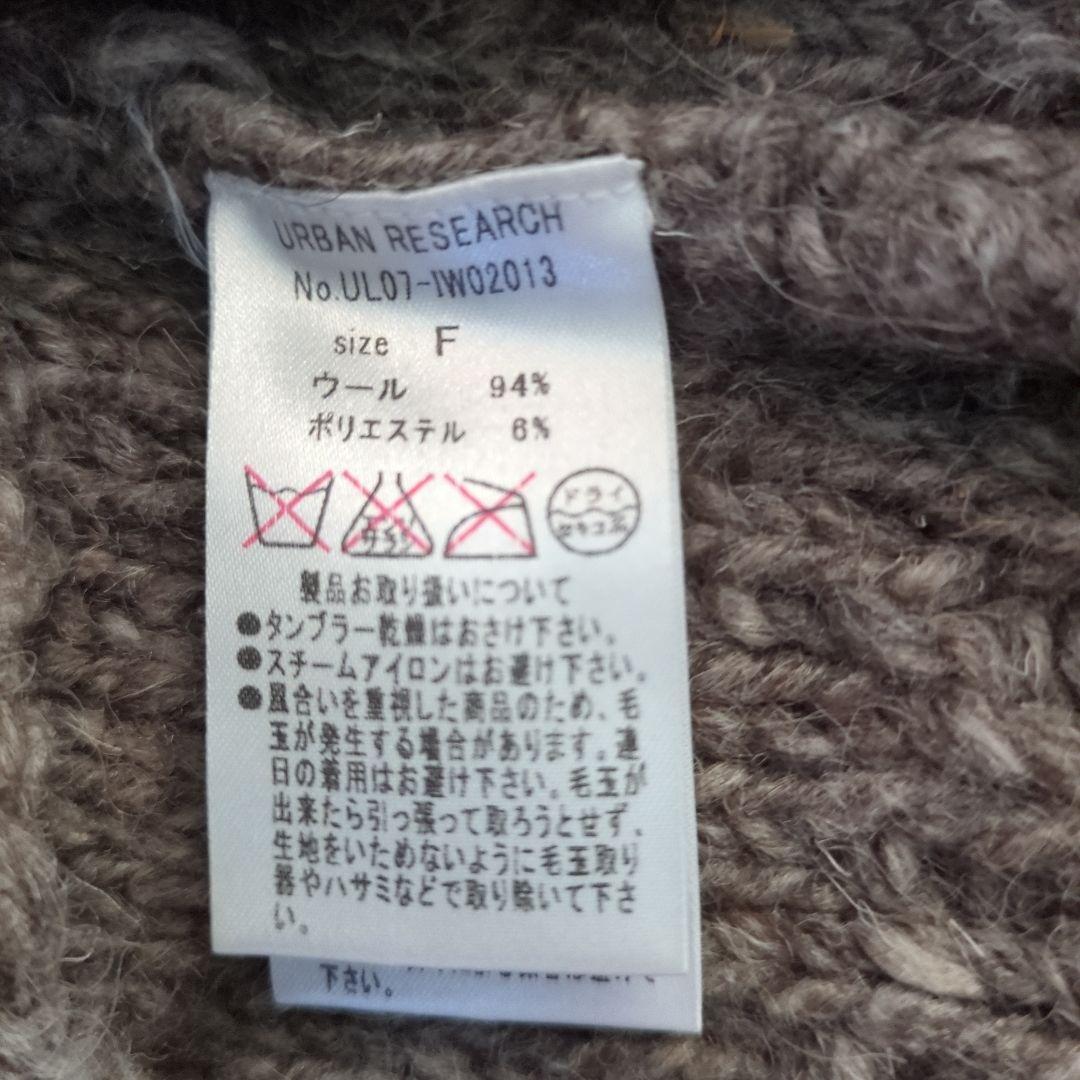 URBAN RESEARCH
No.UL07-IW02013
size F
ウール 94%
ポリエステル 6%
エンソサラシ
ドライ
セキユ系
製品お取り扱いについて
●タンブラー乾燥はおさけ下さい。
●スチームアイロンはお避け下さい。
●風合いを重視した商品のため、毛
玉が発生する場合があります。連
日の着用はお避け下さい。毛玉が
出来たら引っ張って取ろうとせず、
生地をいためないように毛玉取り
器やハサミなどで取り除いて下さ
い。
下さい。